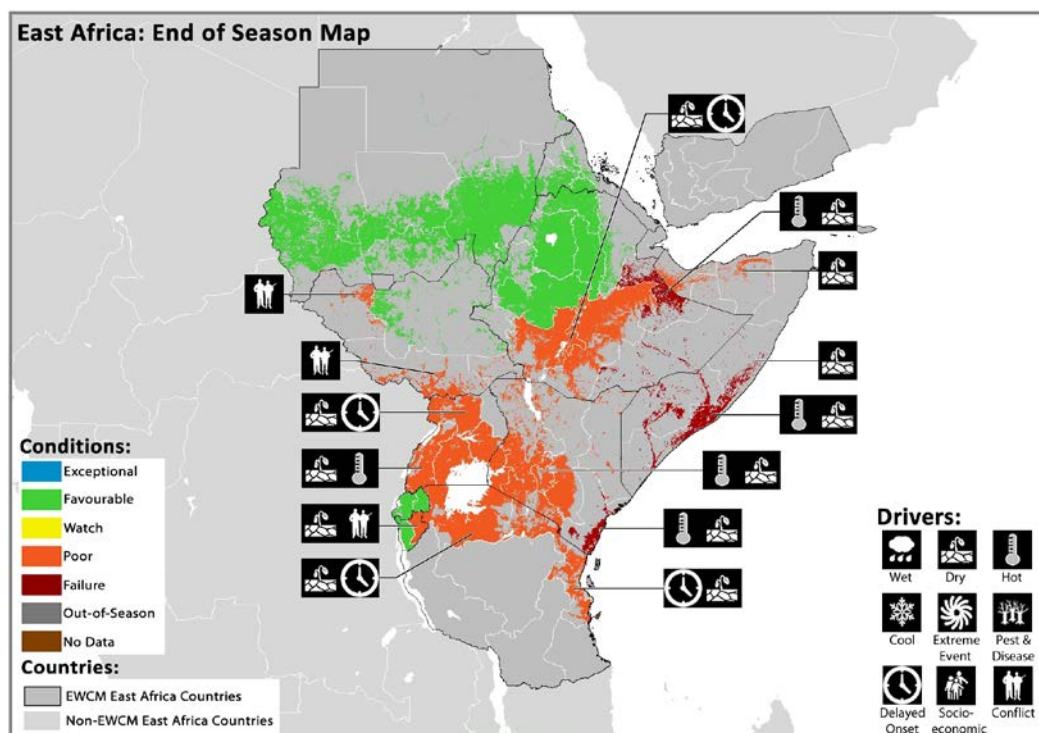 East Africa: End of Season Map
Conditions:
Exceptional
Favourable
Watch
Poor
Failure
Out-of-Season
No Data
Countries:
EWCM East Africa Countries
Non-EWCM East Africa Countries
Drivers:
Wet
Dry
Hot
Cool
Extreme
Event
Pest &
Disease
Delayed
Onset
Socio-
economic
Conflict